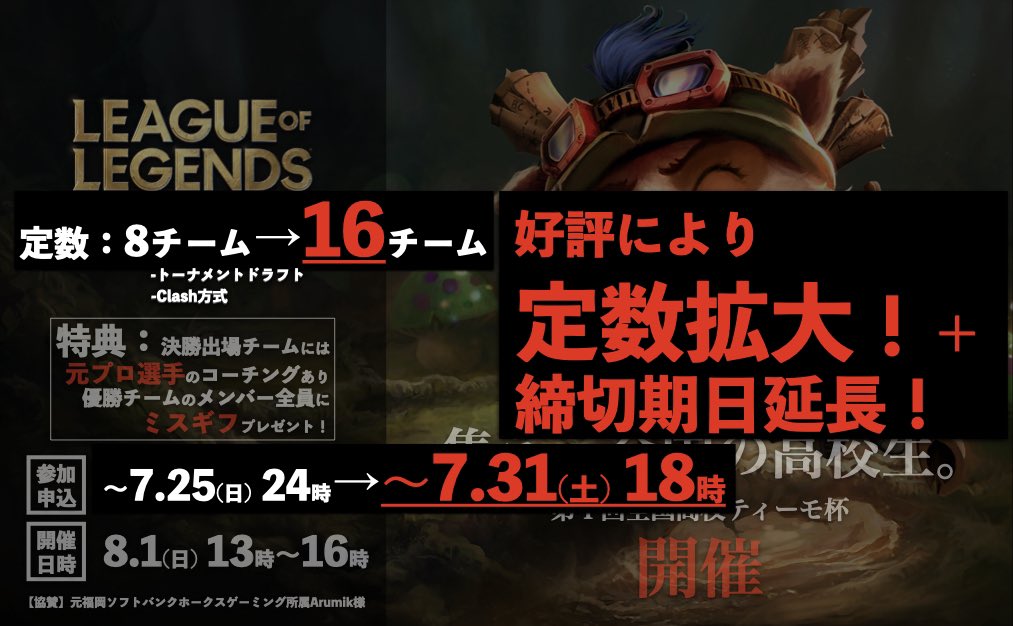 LEAGUE OF
LEGENDS
定数：8チーム→16チーム
-トーナメントドラフト
-Clash方式
特典：決勝出場チームには
元プロ選手のコーチングあり
優勝チームのメンバー全員に
ミスギフプレゼント！
好評により
定数拡大！＋
締切期日延長！
の高校生。
ティーモ杯
開催
参加
申込
～7.25(日) 24時→～7.31(土) 18時
開催
日時
8.1(日) 13時～16時
【協賛】元福岡ソフトバンクホークスゲーミング所属Arumik様